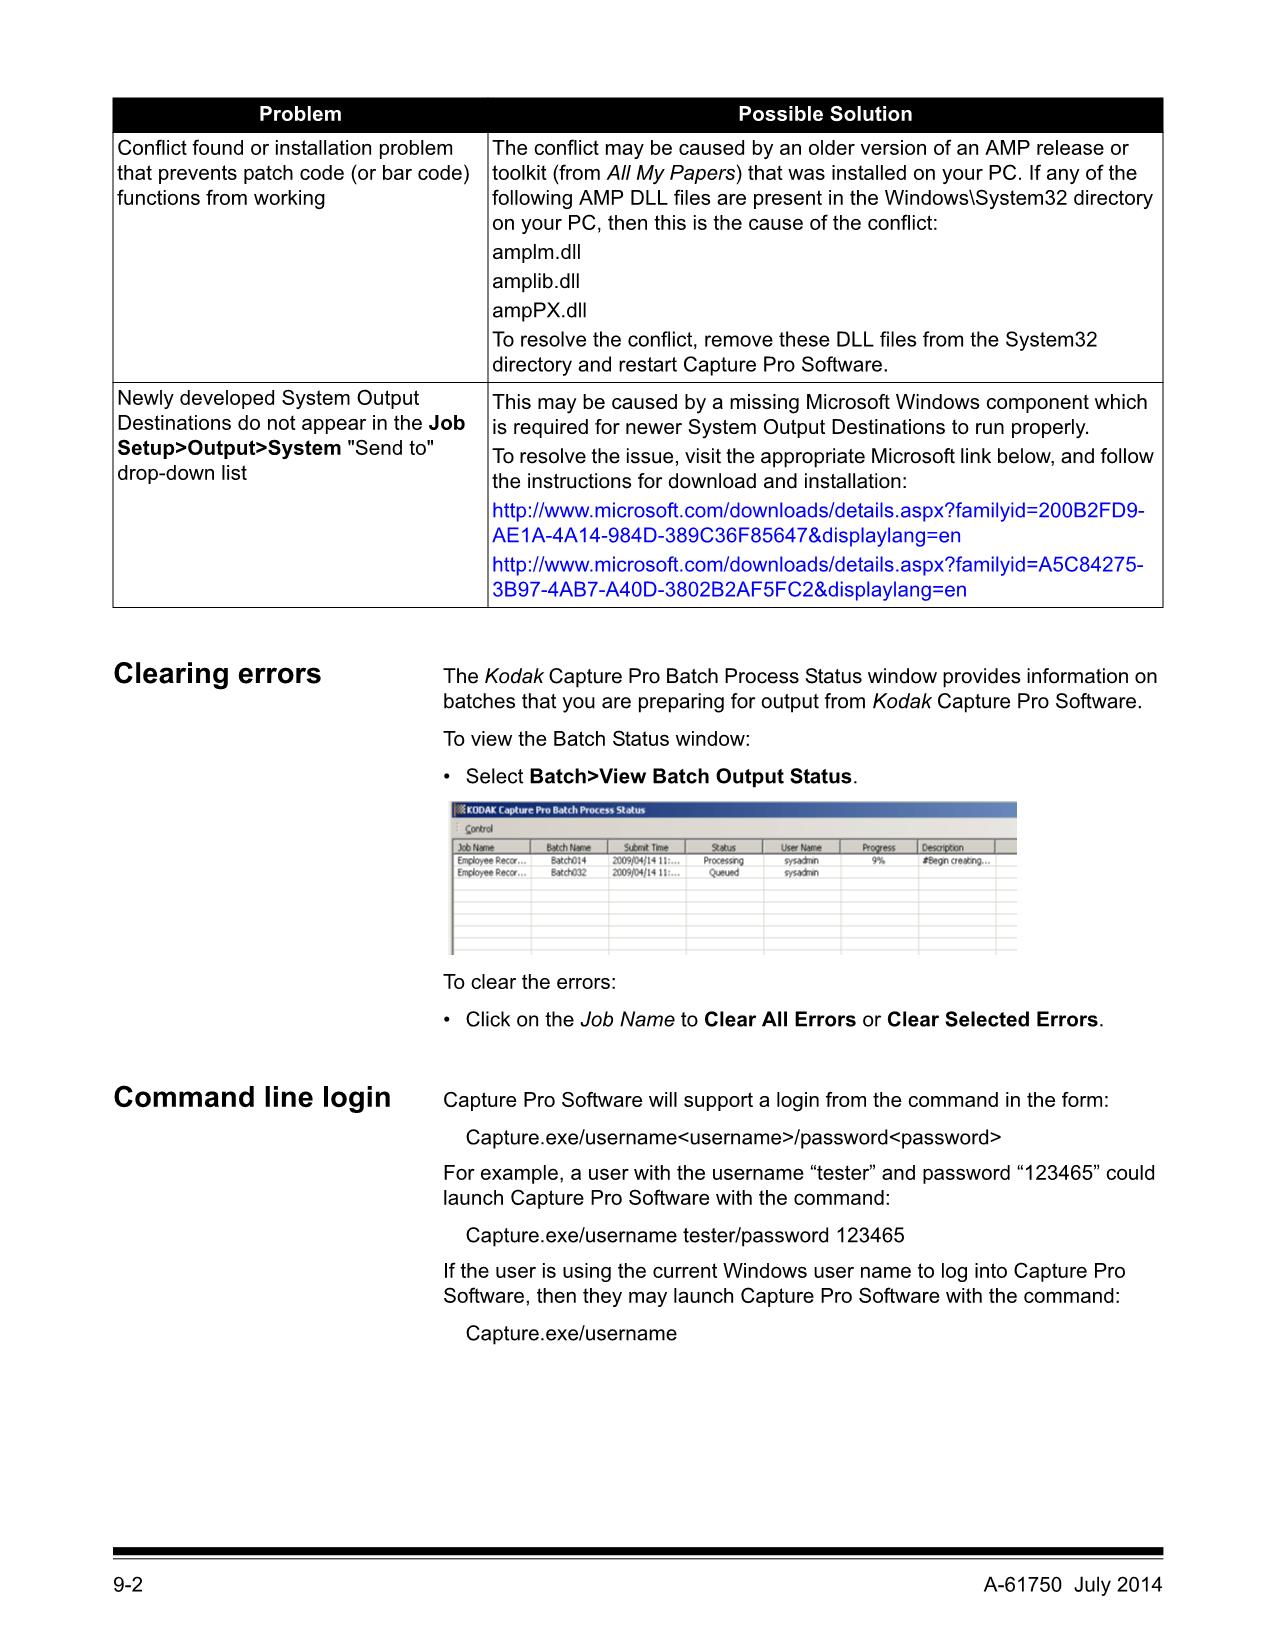 Problem
Possible Solution
Conflict found or installation problem
that prevents patch code (or bar code)
functions from working
The conflict may be caused by an older version of an AMP release or
toolkit (from All My Papers) that was installed on your PC. If any of the
following AMP DLL files are present in the Windows\System32 directory
on your PC, then this is the cause of the conflict:
amplm.dll
amplib.dll
ampPX.dll
To resolve the conflict, remove these DLL files from the System32
directory and restart Capture Pro Software.
Newly developed System Output
Destinations do not appear in the Job
Setup>Output>System "Send to"
drop-down list
This may be caused by a missing Microsoft Windows component which
is required for newer System Output Destinations to run properly.
To resolve the issue, visit the appropriate Microsoft link below, and follow
the instructions for download and installation:
http://www.microsoft.com/downloads/details.aspx?familyid=200B2FD9-
AE1A-4A14-984D-389C36F85647&displaylang=en
http://www.microsoft.com/downloads/details.aspx?familyid=A5C84275-
3B97-4AB7-A40D-3802B2AF5FC2&displaylang=en
Clearing errors
The Kodak Capture Pro Batch Process Status window provides information on
batches that you are preparing for output from Kodak Capture Pro Software.
To view the Batch Status window:
• Select Batch>View Batch Output Status.
KODAK Capture Pro Batch Process Status
Control
Job Name Batch Name Submit Time Status User Name Progress Description
Employee Recor... Batch014 2009/04/14 11:... Processing sysadmin 9% #Begin creating...
Employee Recor... Batch032 2009/04/14 11:... Queued sysadmin
To clear the errors:
• Click on the Job Name to Clear All Errors or Clear Selected Errors.
Command line login
Capture Pro Software will support a login from the command in the form:
Capture.exe/username<username>/password<password>
For example, a user with the username “tester” and password “123465” could
launch Capture Pro Software with the command:
Capture.exe/username tester/password 123465
If the user is using the current Windows user name to log into Capture Pro
Software, then they may launch Capture Pro Software with the command:
Capture.exe/username
9-2
A-61750 July 2014